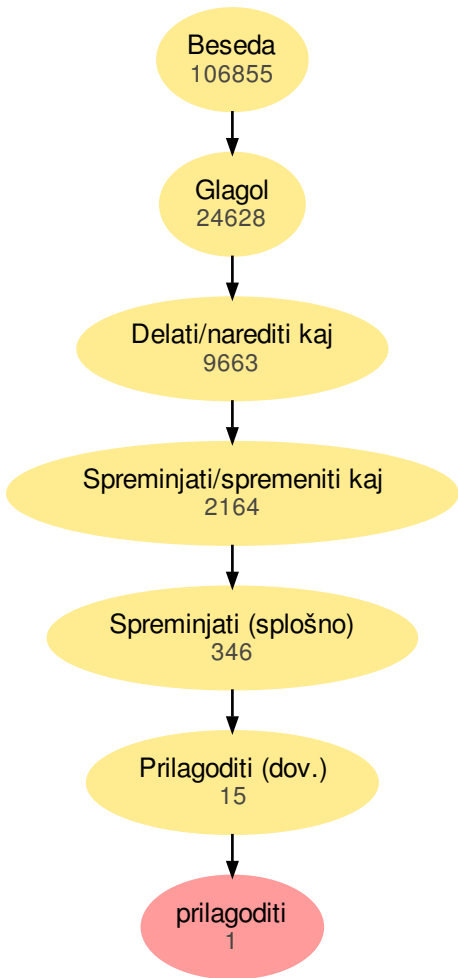 Beseda
106855
Glagol
24628
Delati/narediti kaj
9663
Spreminjati/spremeniti kaj
2164
Spreminjati (splošno)
346
Prilagoditi (dov.)
15
prilagoditi
1